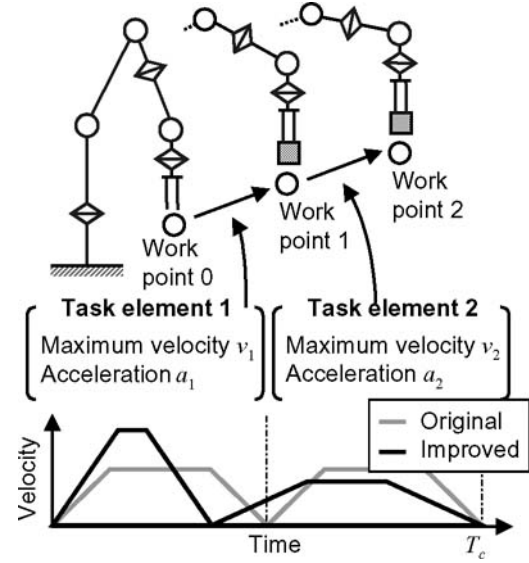 Work
point 0
Work
point 1
Work
point 2
Task element 1
Maximum velocity v₁
Acceleration a₁
Task element 2
Maximum velocity v₂
Acceleration a₂
Original
Improved
Velocity
Time
T_c